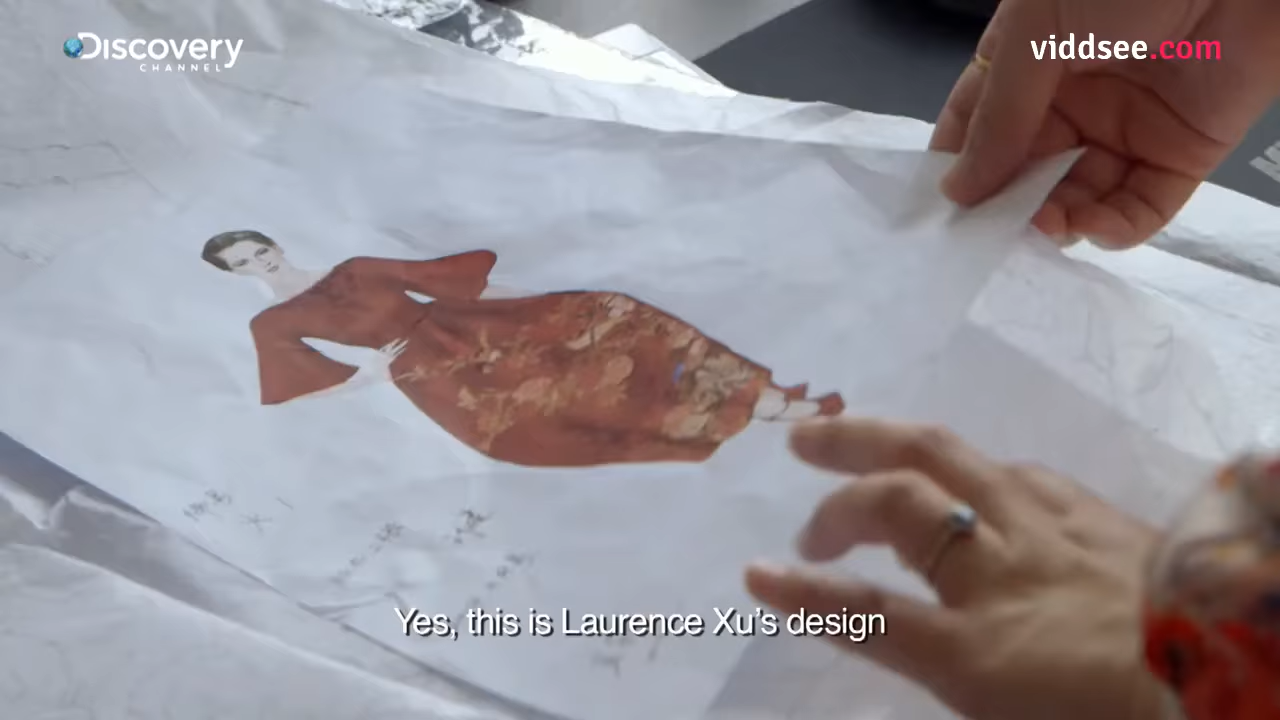 Discovery
CHANNEL
viddsee.com
Yes, this is Laurence Xu's design